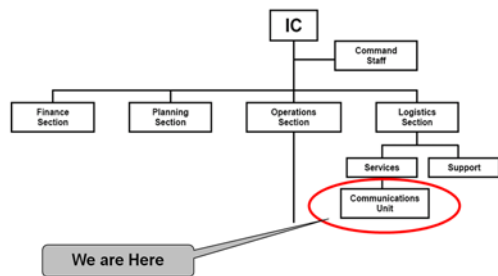 IC
Command
Staff
Finance
Section
Planning
Section
Operations
Section
Logistics
Section
Services
Support
Communications
Unit
We are Here